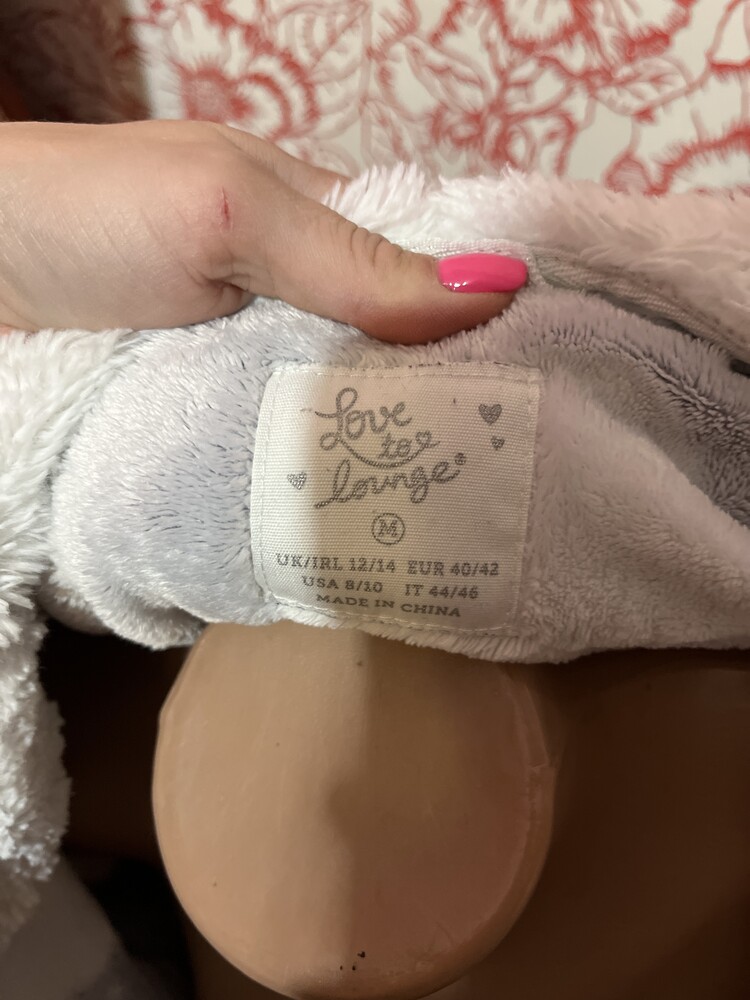 Love
to
lounge
M
UK/IRL 12/14 EUR 40/42
USA 8/10 IT 44/46
MADE IN CHINA